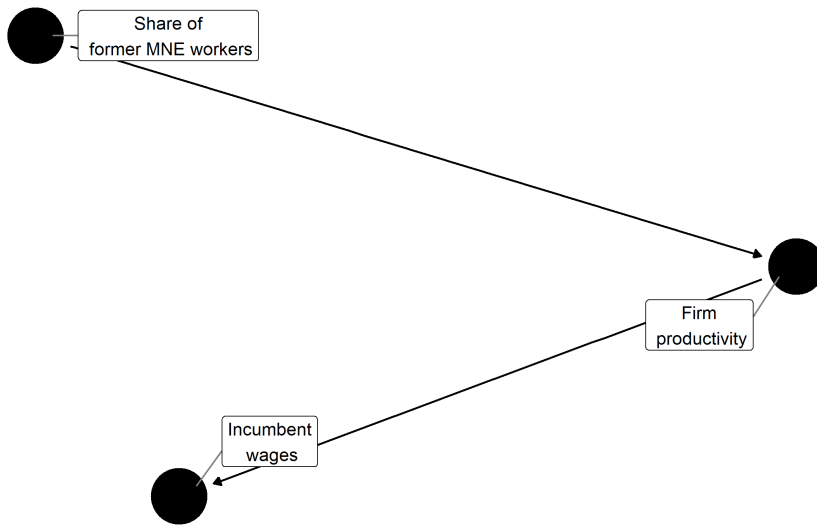 Share of
former MNE workers
Firm
productivity
Incumbent
wages